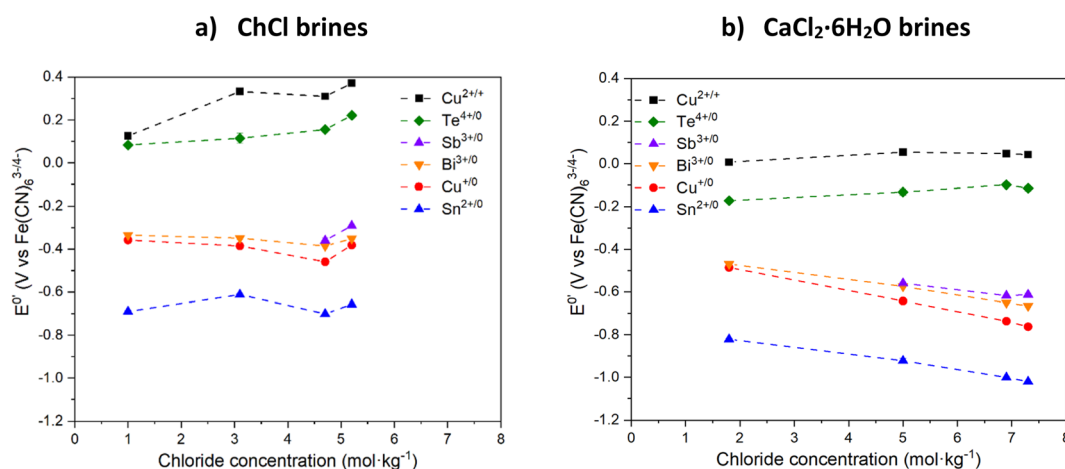 a) ChCl brines
0.4
0.2
0.0
-0.2
-0.4
-0.6
-0.8
-1.0
-1.2
E⁰' (V vs Fe(CN)₆³⁻/⁴⁻)
Cu²⁺/⁺
Te⁴⁺/⁰
Sb³⁺/⁰
Bi³⁺/⁰
Cu⁺/⁰
Sn²⁺/⁰
0 1 2 3 4 5 6 7 8
Chloride concentration (mol·kg⁻¹)
b) CaCl₂·6H₂O brines
0.4
0.2
0.0
-0.2
-0.4
-0.6
-0.8
-1.0
-1.2
E⁰' (V vs Fe(CN)₆³⁻/⁴⁻)
Cu²⁺/⁺
Te⁴⁺/⁰
Sb³⁺/⁰
Bi³⁺/⁰
Cu⁺/⁰
Sn²⁺/⁰
0 1 2 3 4 5 6 7 8
Chloride concentration (mol·kg⁻¹)